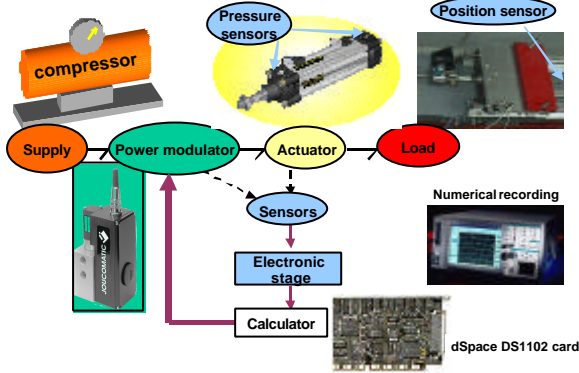 Pressure
sensors
Position sensor
compressor
Supply
Power modulator
Actuator
Load
JOUCOMATIC
Sensors
Numerical recording
Electronic
stage
Calculator
dSpace DS1102 card